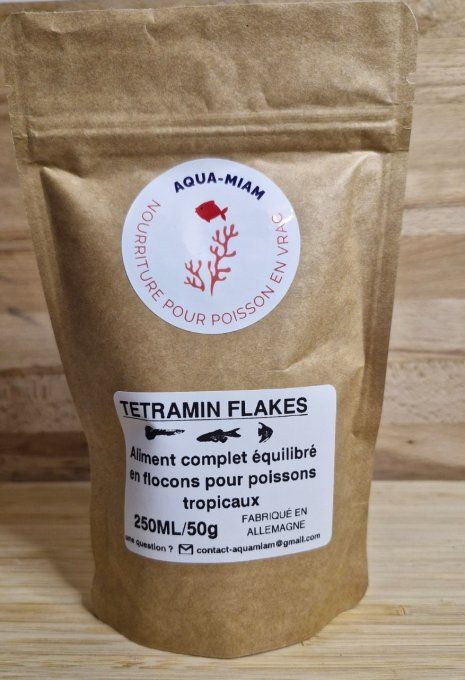 AQUA-MIAM
NOURRITURE POUR POISSON EN VRAC
TETRAMIN FLAKES
Aliment complet équilibré
en flocons pour poissons
tropicaux
250ML/50g
FABRIQUÉ EN
ALLEMAGNE
une question ? contact-aquamiam@gmail.com